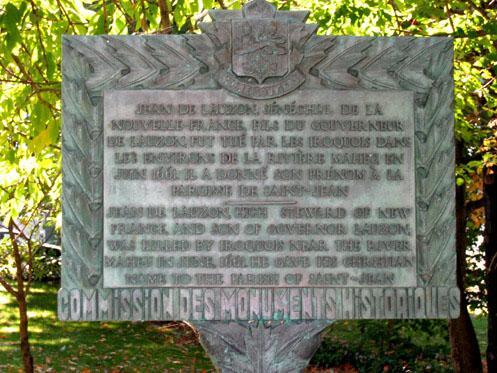 JEAN DE LAUZON, SÉNÉCHAL DE LA
NOUVELLE-FRANCE, FILS DU GOUVERNEUR
DE LAUZON, FUT TUÉ PAR LES IROQUOIS DANS
LES ENVIRONS DE LA RIVIÈRE MAHEU EN
JUIN 1661. IL A DONNÉ SON PRÉNOM À LA
PAROISSE DE SAINT-JEAN
JEAN DE LAUZON, HIGH STEWARD OF NEW
FRANCE, AND SON OF GOVERNOR LAUZON,
WAS KILLED BY IROQUOIS NEAR THE RIVER
MAHEU IN JUNE, 1661. HE GAVE HIS CHRISTIAN
NAME TO THE PARISH OF SAINT-JEAN
COMMISSION DES MONUMENTS HISTORIQUES